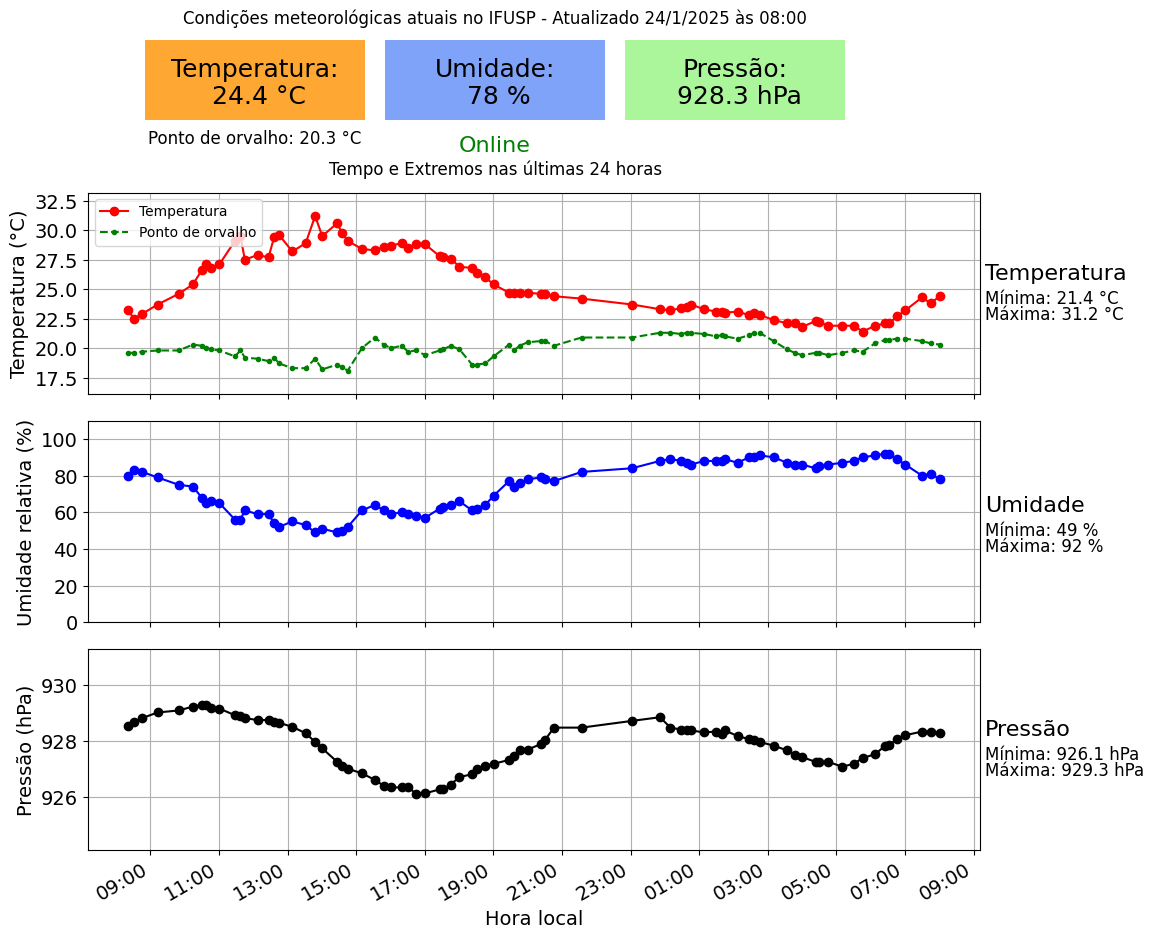 Condições meteorológicas atuais no IFUSP - Atualizado 24/1/2025 às 08:00
Temperatura:
24.4 °C
Umidade:
78 %
Pressão:
928.3 hPa
Ponto de orvalho: 20.3 °C
Online
Tempo e Extremos nas últimas 24 horas
Temperatura (°C)
32.5
30.0
27.5
25.0
22.5
20.0
17.5
Temperatura
Ponto de orvalho
Temperatura
Mínima: 21.4 °C
Máxima: 31.2 °C
Umidade relativa (%)
100
80
60
40
20
0
Umidade
Mínima: 49 %
Máxima: 92 %
Pressão (hPa)
930
928
926
Pressão
Mínima: 926.1 hPa
Máxima: 929.3 hPa
09:00 11:00 13:00 15:00 17:00 19:00 21:00 23:00 01:00 03:00 05:00 07:00 09:00
Hora local